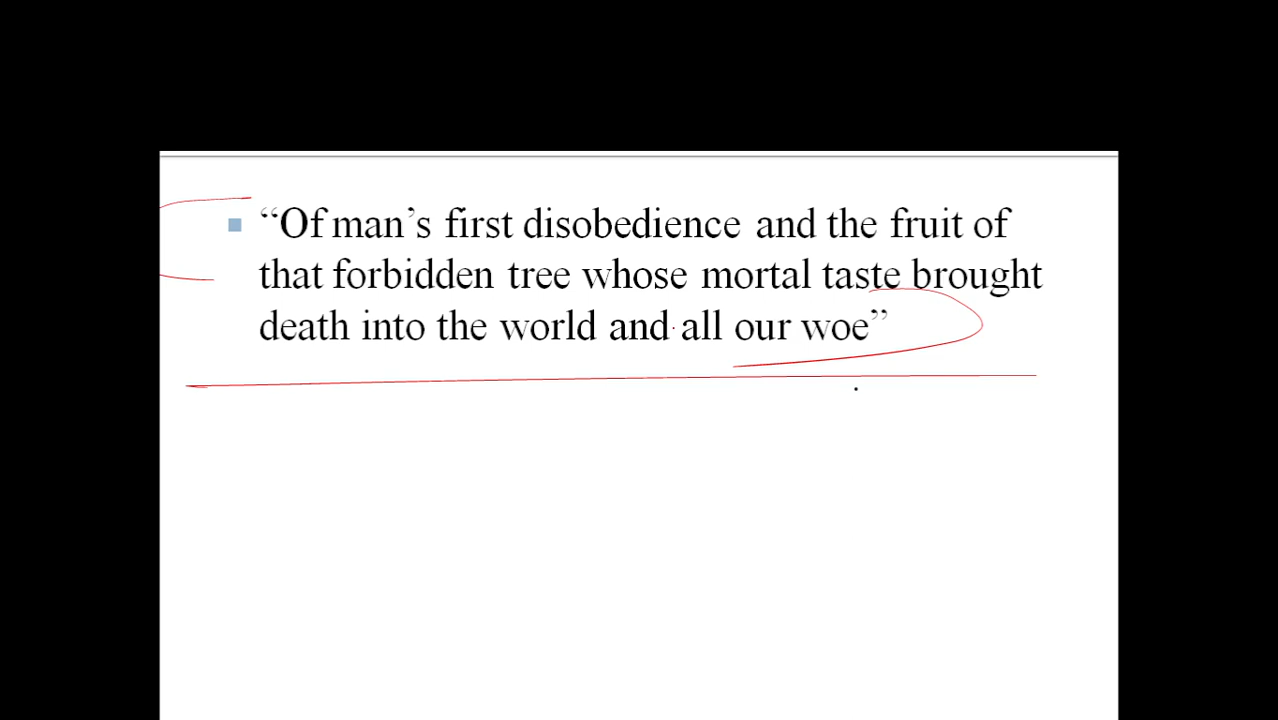 “Of man’s first disobedience and the fruit of
that forbidden tree whose mortal taste brought
death into the world and all our woe”